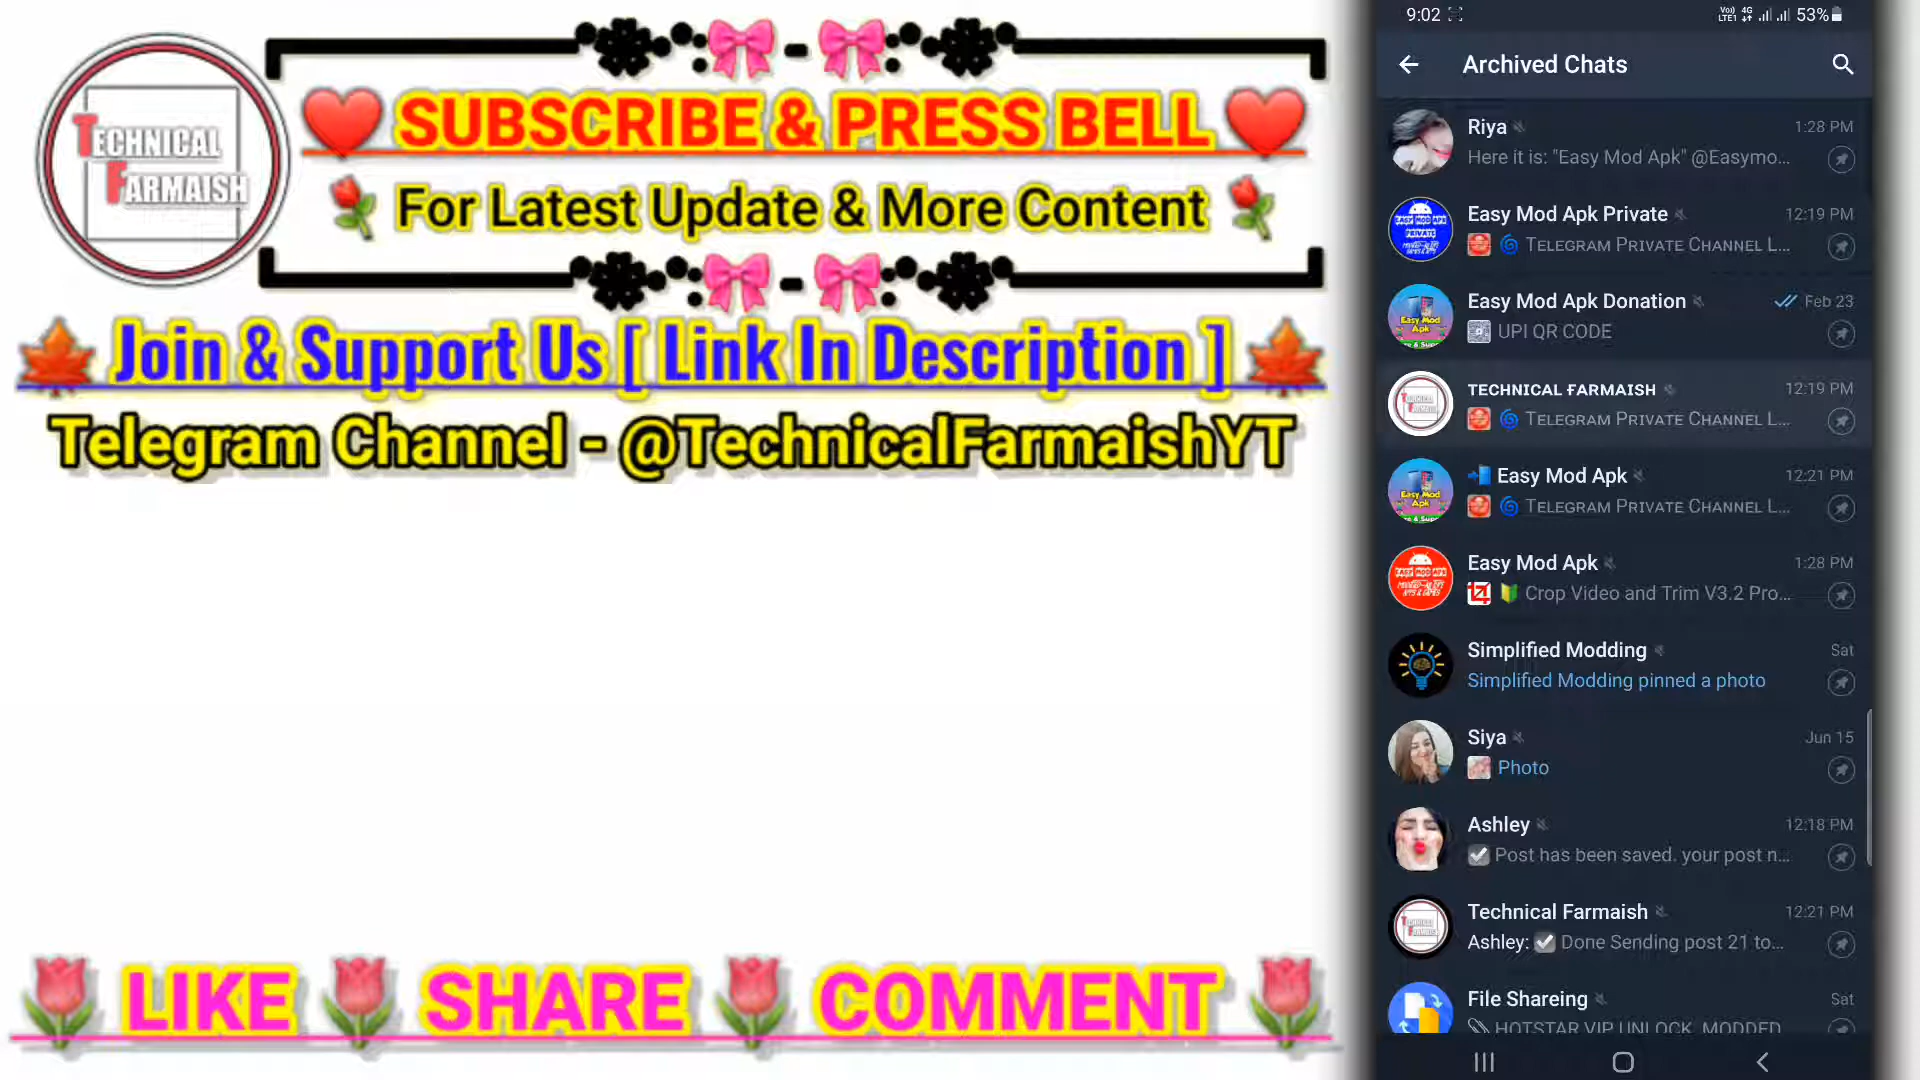 TECHNICAL
FARMAISH
SUBSCRIBE & PRESS BELL
For Latest Update & More Content
Join & Support Us [ Link In Description ]
Telegram Channel - @TechnicalFarmaishYT
LIKE SHARE COMMENT
9:02 53%
Archived Chats
Riya 1:28 PM
Here it is: "Easy Mod Apk" @Easymo...
Easy Mod Apk Private 12:19 PM
Telegram Private Channel L...
Easy Mod Apk Donation Feb 23
UPI QR CODE
TECHNICAL FARMAISH 12:19 PM
Telegram Private Channel L...
Easy Mod Apk 12:21 PM
Telegram Private Channel L...
Easy Mod Apk 1:28 PM
Crop Video and Trim V3.2 Pro...
Simplified Modding Sat
Simplified Modding pinned a photo
Siya Jun 15
Photo
Ashley 12:18 PM
Post has been saved. your post n...
Technical Farmaish 12:21 PM
Ashley: Done Sending post 21 to...
File Shareing Sat
HOTSTAR VIP UNLOCK MODDED